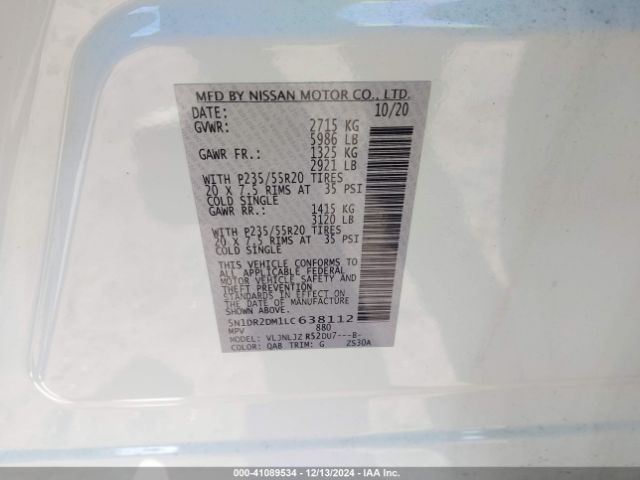 MFD BY NISSAN MOTOR CO., LTD.
DATE: 10/20
GVWR: 2715 KG
5986 LB
GAWR FR.: 1325 KG
2921 LB
WITH P235/55R20 TIRES
20 X 7.5 RIMS AT 35 PSI
COLD SINGLE
GAWR RR.: 1415 KG
3120 LB
WITH P235/55R20 TIRES
20 X 7.5 RIMS AT 35 PSI
COLD SINGLE
THIS VEHICLE CONFORMS TO
ALL APPLICABLE FEDERAL
MOTOR VEHICLE SAFETY AND
THEFT PREVENTION
STANDARDS IN EFFECT ON
THE DATE OF MANUFACTURE
SHOWN ABOVE.
5N1DR2DM1LC638112
MPV 880
MODEL: VLJNLJZ R52DU7---B-
COLOR: QAB TRIM: G ZS30A
000-41089534 - 12/13/2024 - IAA Inc.